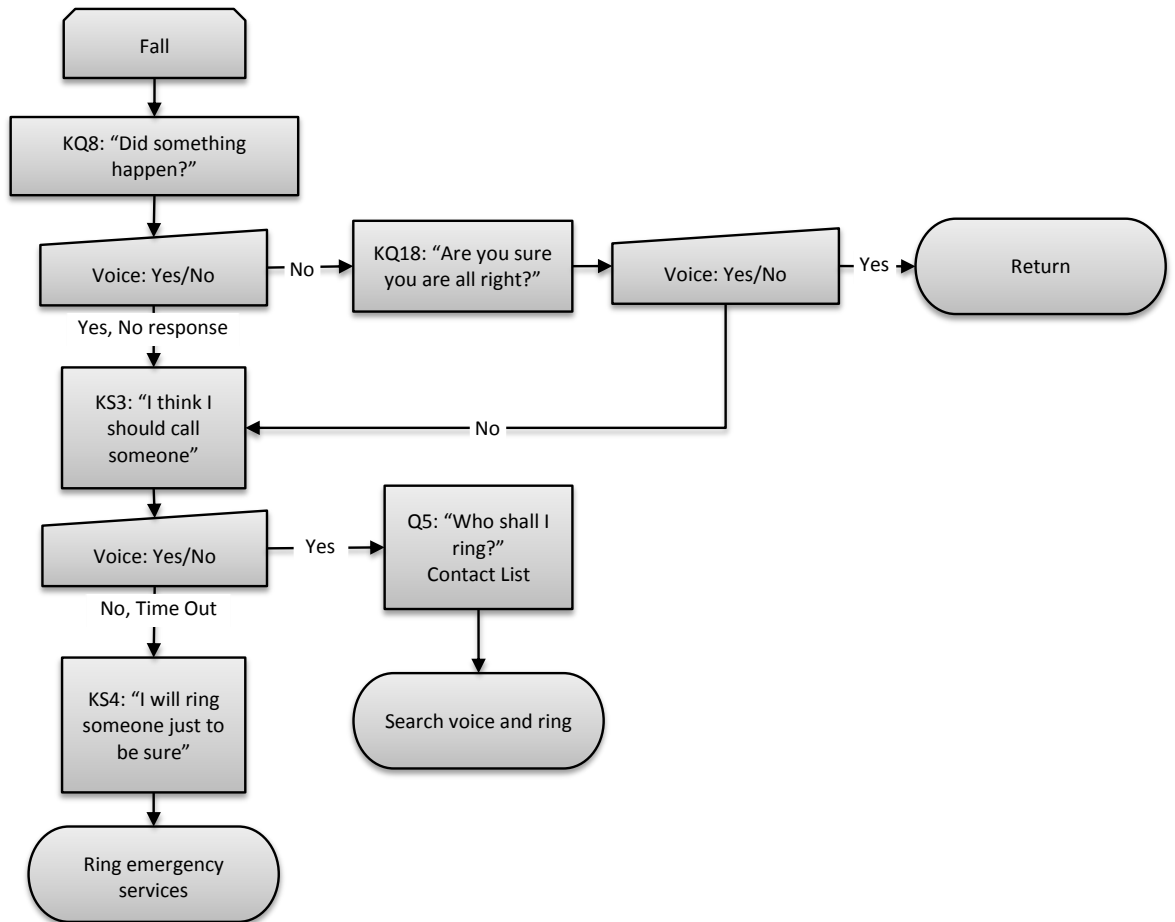 Fall
KQ8: “Did something
happen?”
Voice: Yes/No
No
KQ18: “Are you sure
you are all right?”
Voice: Yes/No
Yes
Return
Yes, No response
KS3: “I think I
should call
someone”
No
Voice: Yes/No
Yes
Q5: “Who shall I
ring?”
Contact List
No, Time Out
KS4: “I will ring
someone just to
be sure”
Search voice and ring
Ring emergency
services